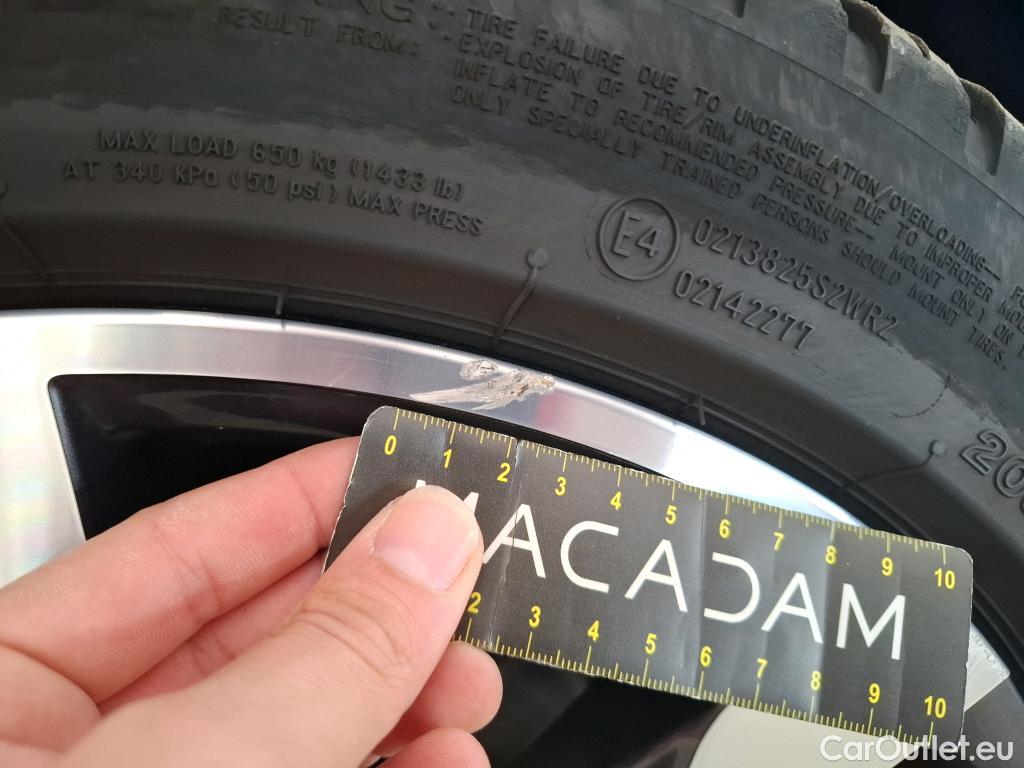 TIRE FAILURE DUE TO UNDERINFLATION/OVERLOADING—
RESULT FROM: · EXPLOSION OF TIRE/RIM ASSEMBLY DUE TO IMPROPER
INFLATE TO RECOMMENDED PRESSURE— MOUNT ONLY ON
ONLY SPECIALLY TRAINED PERSONS SHOULD MOUNT TIRES.
MAX LOAD 650 kg (1433 lb)
AT 340 kPa (50 psi) MAX PRESS
E4
0213825S2WR2
02142277
0 1 2 3 4 5 6 7 8 9 10
MACADAM
2 3 4 5 6 7 8 9 10
CarOutlet.eu